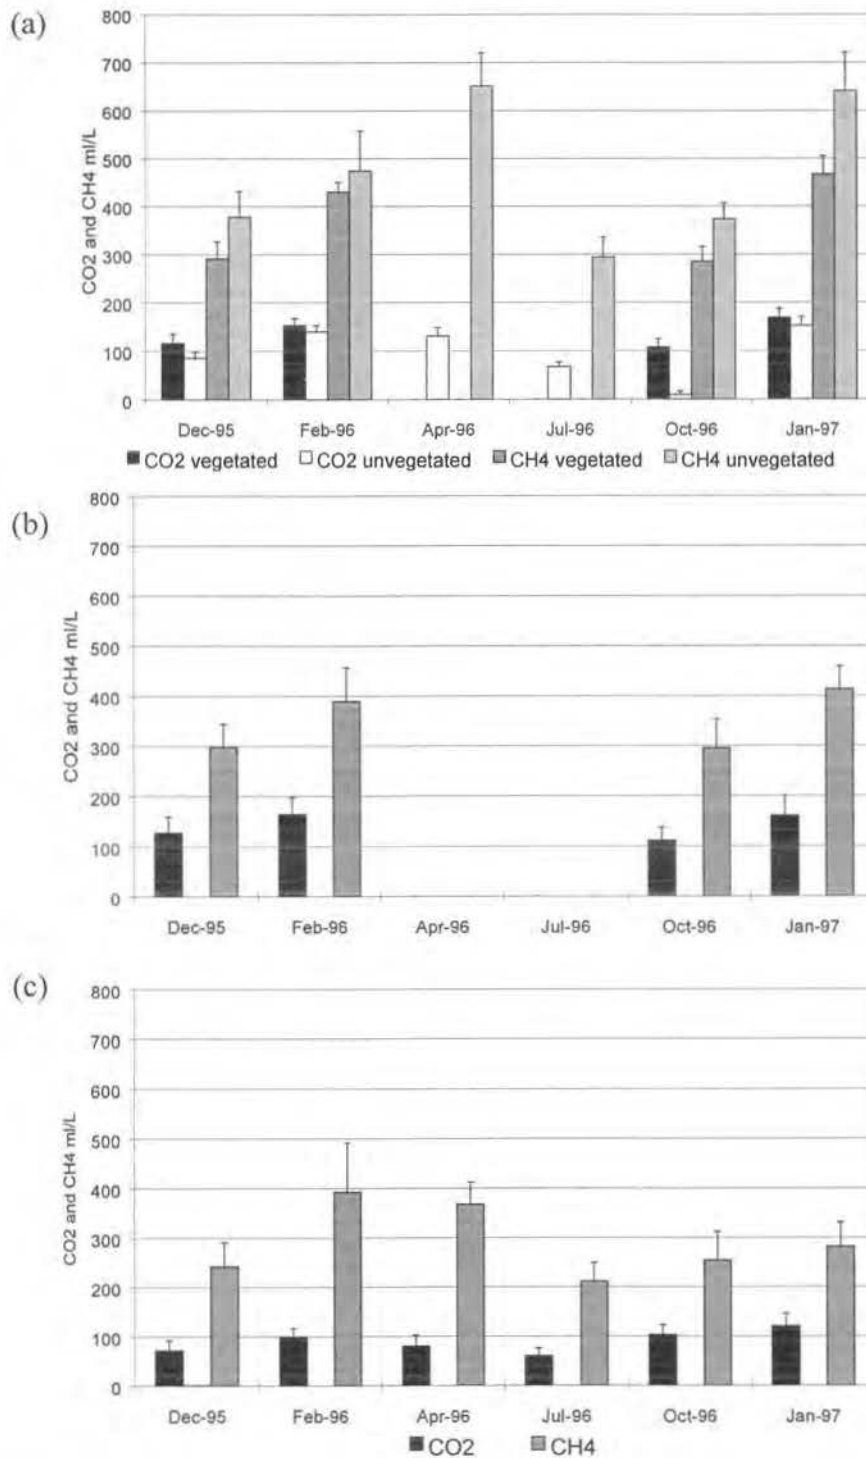 (a)
CO2 and CH4 ml/L
800
700
600
500
400
300
200
100
0
Dec-95 Feb-96 Apr-96 Jul-96 Oct-96 Jan-97
CO2 vegetated CO2 unvegetated CH4 vegetated CH4 unvegetated
(b)
CO2 and CH4 ml/L
800
700
600
500
400
300
200
100
0
Dec-95 Feb-96 Apr-96 Jul-96 Oct-96 Jan-97
(c)
CO2 and CH4 ml/L
800
700
600
500
400
300
200
100
0
Dec-95 Feb-96 Apr-96 Jul-96 Oct-96 Jan-97
CO2 CH4